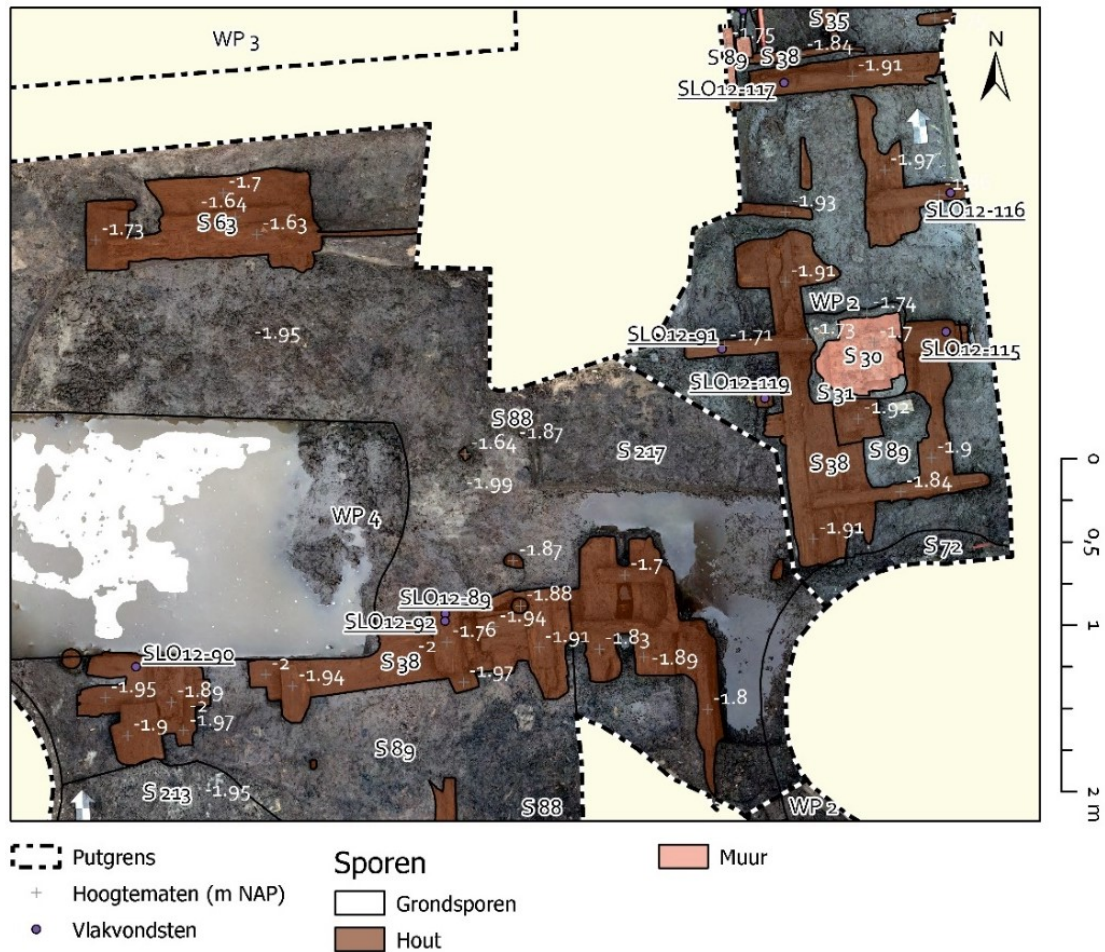 WP 3
S 35
-1.75
-1.84
S 89
S 38
-1.91
SLO12-117
N
-1.97
-1.7
-1.64
S 63
-1.63
-1.73
-1.93
SLO12-116
-1.91
WP 2
-1.74
-1.95
SLO12-91
-1.71
-1.73
-1.7
S 30
SLO12-115
SLO12-119
S 31
-1.92
S 88
-1.87
-1.64
S 217
S 38
S 89
-1.9
0
-1.99
-1.84
WP 4
-1.91
S 72
0,5
-1.87
-1.7
SLO12-89
-1.88
SLO12-92
-1.94
-1.76
-2
-1.91
-1.83
1
SLO12-90
S 38
-1.89
-2
-1.94
-1.97
-1.95
-1.89
-2
-1.9
-1.97
-1.8
S 89
S 213
-1.95
S 88
WP 2
2 m
Putgrens
Hoogtematen (m NAP)
Vlakvondsten
Sporen
Grondsporen
Hout
Muur